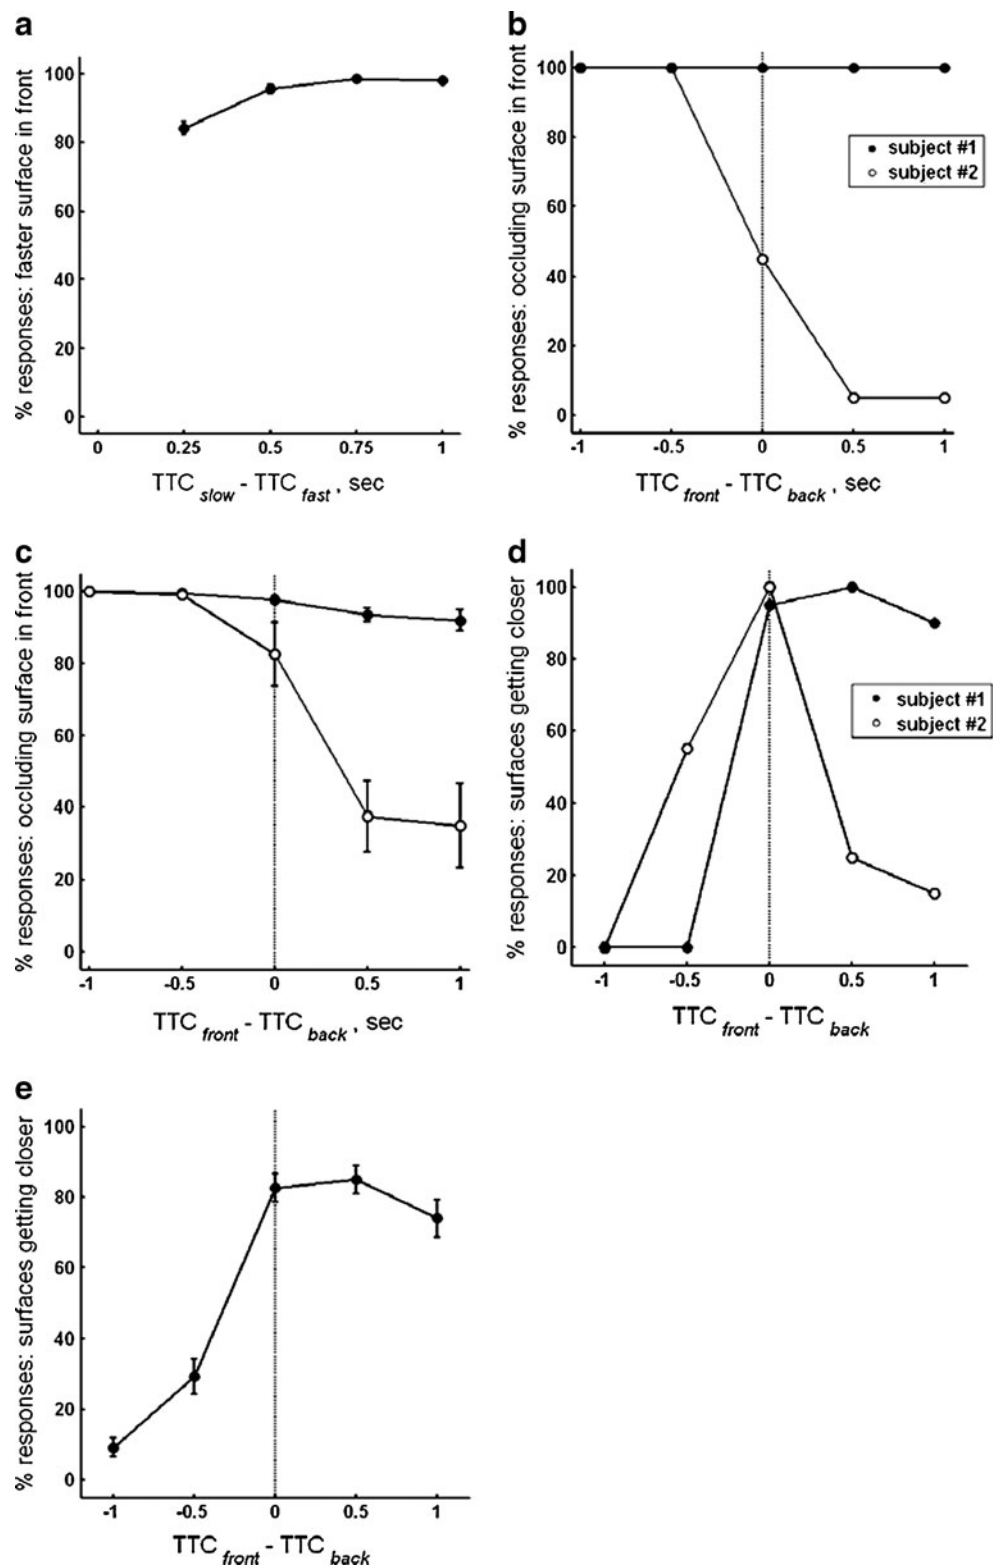 a
% responses: faster surface in front
100
80
60
40
20
0
0 0.25 0.5 0.75 1
TTC slow - TTC fast, sec
b
% responses: occluding surface in front
100
80
60
40
20
0
subject #1
subject #2
-1 -0.5 0 0.5 1
TTC front - TTC back, sec
c
% responses: occluding surface in front
100
80
60
40
20
0
-1 -0.5 0 0.5 1
TTC front - TTC back, sec
d
% responses: surfaces getting closer
100
80
60
40
20
0
subject #1
subject #2
-1 -0.5 0 0.5 1
TTC front - TTC back
e
% responses: surfaces getting closer
100
80
60
40
20
0
-1 -0.5 0 0.5 1
TTC front - TTC back